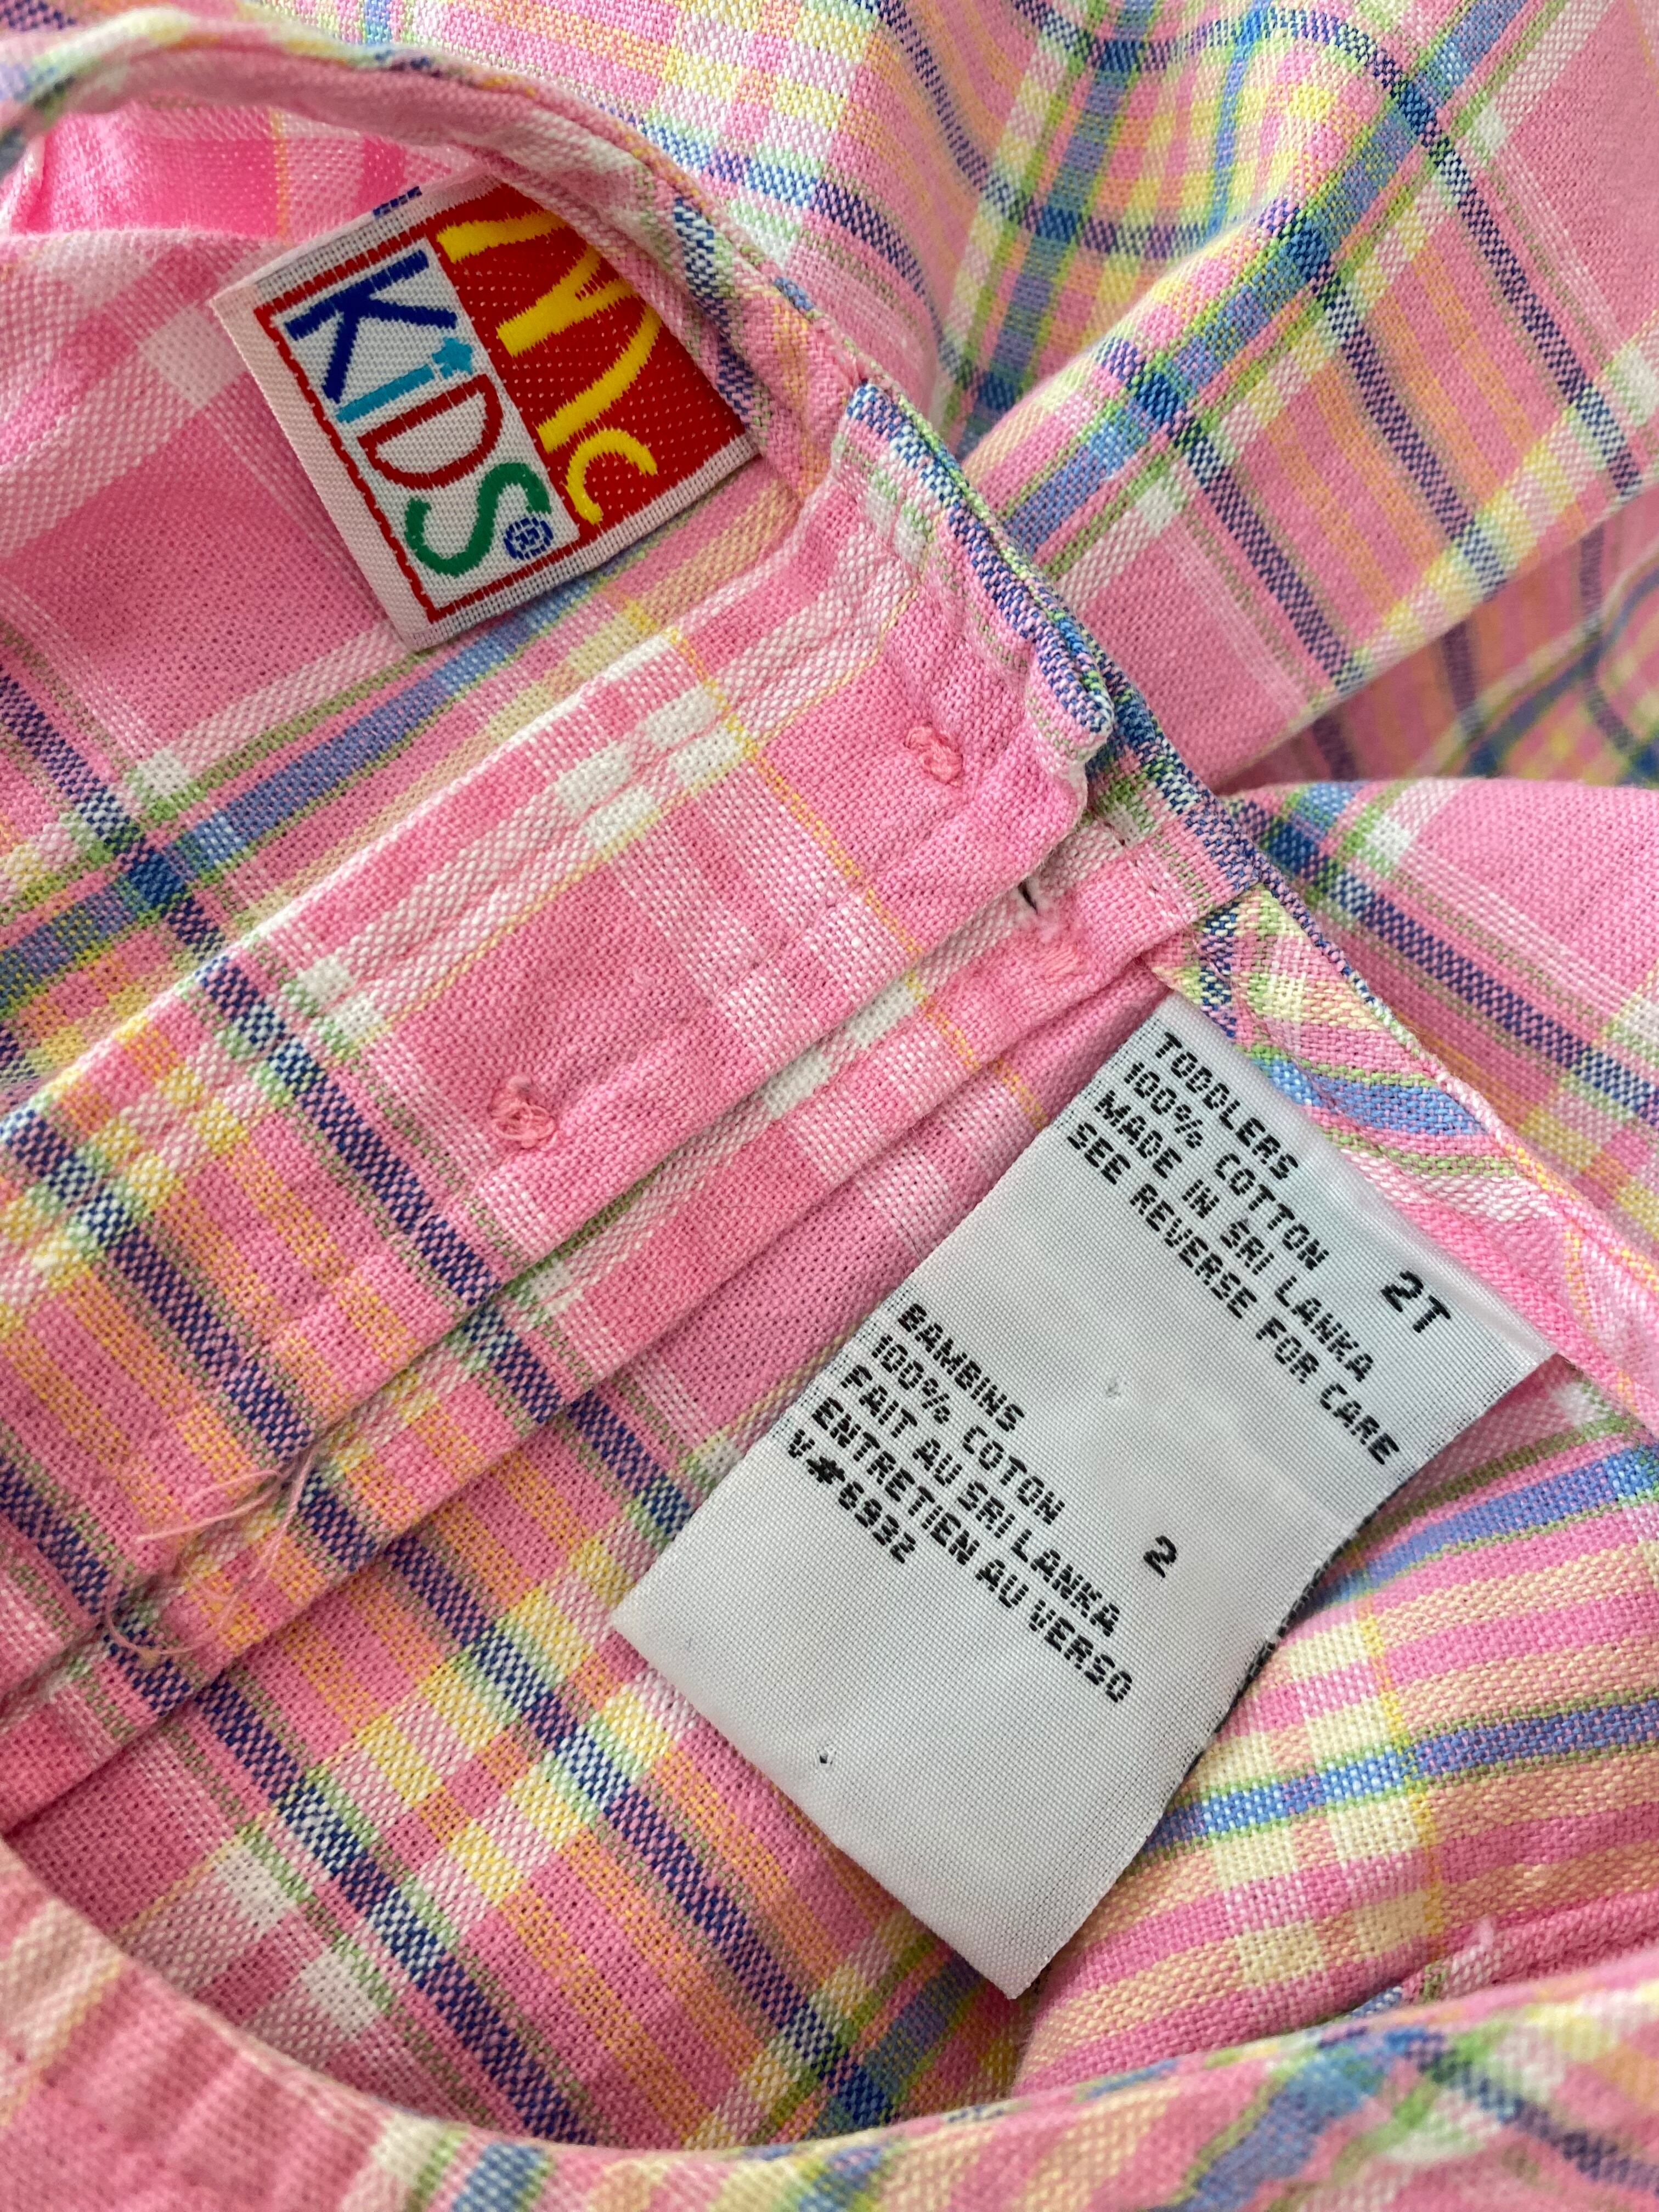 KiDS
TODDLERS
100% COTTON 2T
MADE IN SRI LANKA
SEE REVERSE FOR CARE
BAMBINS
100% COTON 2
FAIT AU SRI LANKA
ENTRETIEN AU VERSO
V#6932